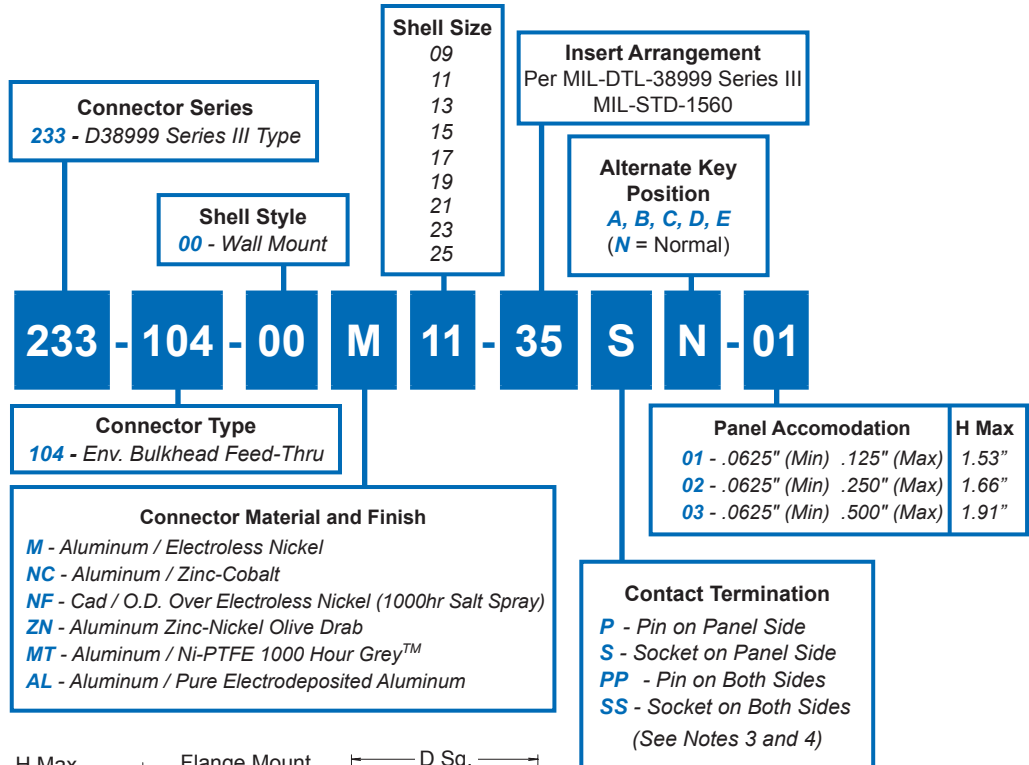 Shell Size
09
11
13
15
17
19
21
23
25
Insert Arrangement
Per MIL-DTL-38999 Series III
MIL-STD-1560
Connector Series
233 - D38999 Series III Type
Shell Style
00 - Wall Mount
Alternate Key
Position
A, B, C, D, E
(N = Normal)
233 - 104 - 00 M 11 - 35 S N - 01
Connector Type
104 - Env. Bulkhead Feed-Thru
Panel Accomodation H Max
01 - .0625" (Min) .125" (Max) 1.53”
02 - .0625" (Min) .250" (Max) 1.66”
03 - .0625" (Min) .500" (Max) 1.91”
Connector Material and Finish
M - Aluminum / Electroless Nickel
NC - Aluminum / Zinc-Cobalt
NF - Cad / O.D. Over Electroless Nickel (1000hr Salt Spray)
ZN - Aluminum Zinc-Nickel Olive Drab
MT - Aluminum / Ni-PTFE 1000 Hour Grey™
AL - Aluminum / Pure Electrodeposited Aluminum
Contact Termination
P - Pin on Panel Side
S - Socket on Panel Side
PP - Pin on Both Sides
SS - Socket on Both Sides
(See Notes 3 and 4)
H Max Flange Mount D Sq.